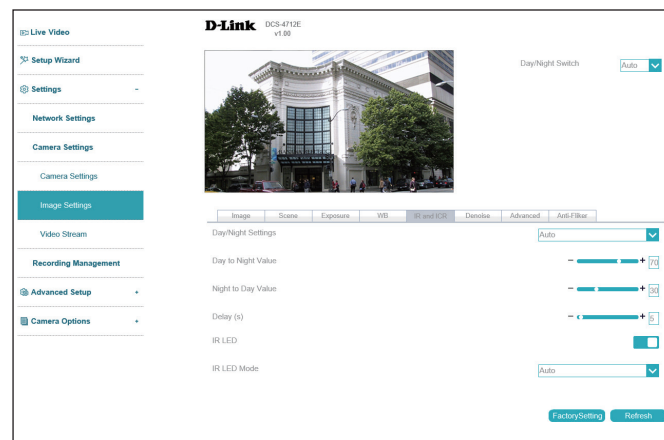 D-Link DCS-4712E
v1.00
Live Video
Setup Wizard
Settings -
Network Settings
Camera Settings
Camera Settings
Image Settings
Video Stream
Recording Management
Advanced Setup +
Camera Options +
Day/Night Switch Auto
Image Scene Exposure WB IR and ICR Denoise Advanced Anti-Fliker
Day/Night Settings Auto
Day to Night Value - + 70
Night to Day Value - + 30
Delay (s) - + 5
IR LED
IR LED Mode Auto
FactorySetting Refresh